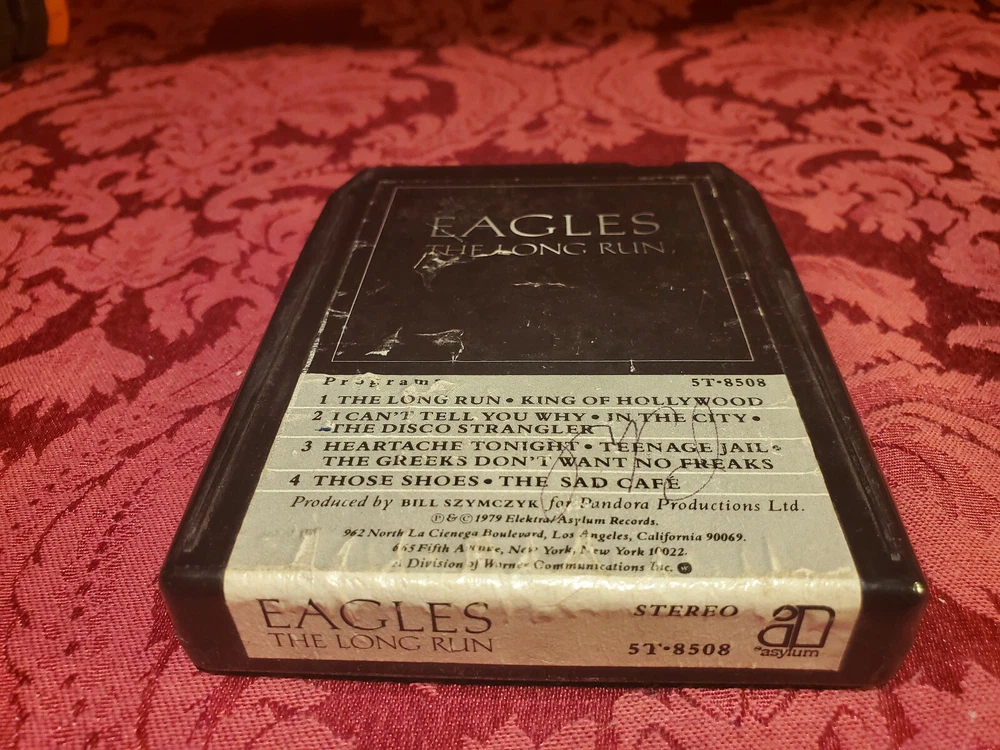 EAGLES
THE LONG RUN
Programs 5T-8508
1 THE LONG RUN • KING OF HOLLYWOOD
2 I CAN'T TELL YOU WHY • IN THE CITY •
THE DISCO STRANGLER
3 HEARTACHE TONIGHT • TEENAGE JAIL •
THE GREEKS DON'T WANT NO FREAKS
4 THOSE SHOES • THE SAD CAFÉ
Produced by BILL SZYMCZYK for Pandora Productions Ltd.
℗ & © 1979 Elektra/Asylum Records.
962 North La Cienega Boulevard, Los Angeles, California 90069.
665 Fifth Avenue, New York, New York 10022.
A Division of Warner Communications Inc.
EAGLES STEREO
THE LONG RUN 5T-8508
asylum